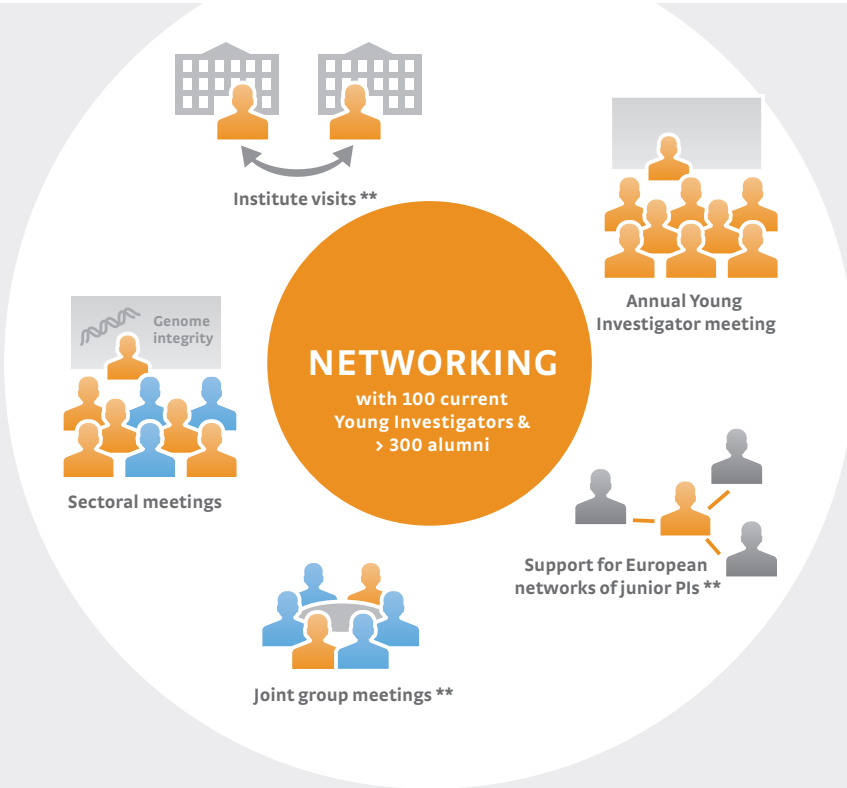 Institute visits **
Annual Young
Investigator meeting
Genome
integrity
Sectoral meetings
NETWORKING
with 100 current
Young Investigators &
> 300 alumni
Support for European
networks of junior PIs **
Joint group meetings **